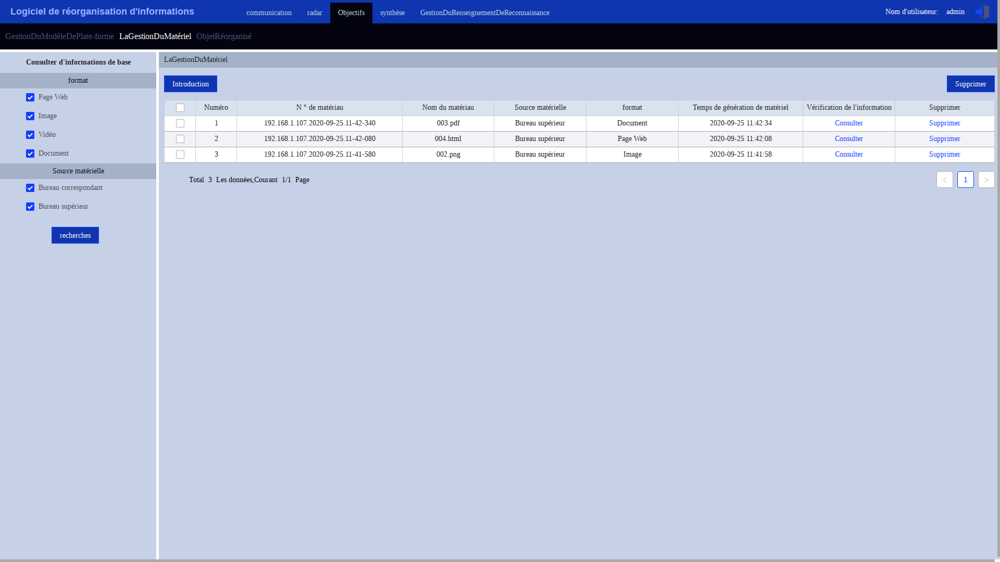 Logiciel de réorganisation d'informations communication radar Objectifs synthèse GestionDuRenseignementDeReconnaissance Nom d'utilisateur: admin
GestionDuModèleDePlate-forme LaGestionDuMatériel ObjetRéorganisé
Consulter d'informations de base
format
Page Web
Image
Vidéo
Document
Source matérielle
Bureau correspondant
Bureau supérieur
recherches
LaGestionDuMatériel
Introduction Supprimer
Numéro N ° de matériau Nom du matériau Source matérielle format Temps de génération de matériel Vérification de l'information Supprimer
1 192.168.1.107.2020-09-25.11-42-340 003.pdf Bureau supérieur Document 2020-09-25 11:42:34 Consulter Supprimer
2 192.168.1.107.2020-09-25.11-42-080 004.html Bureau supérieur Page Web 2020-09-25 11:42:08 Consulter Supprimer
3 192.168.1.107.2020-09-25.11-41-580 002.png Bureau supérieur Image 2020-09-25 11:41:58 Consulter Supprimer
Total 3 Les données,Courant 1/1 Page < 1 >